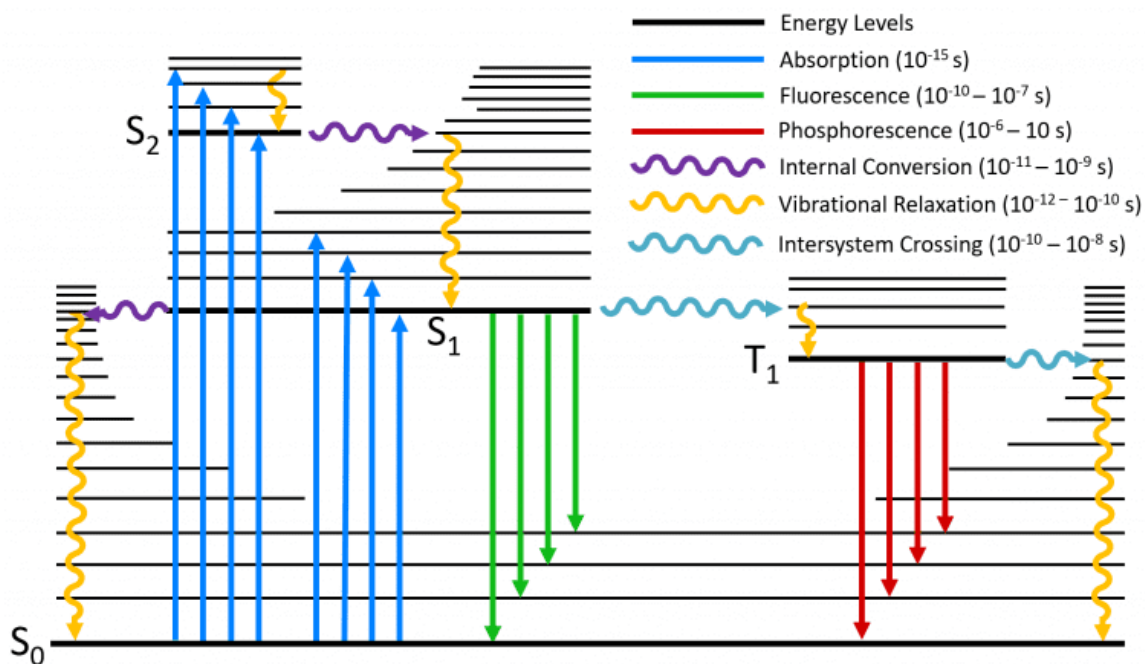 Energy Levels
Absorption (10⁻¹⁵ s)
Fluorescence (10⁻¹⁰ – 10⁻⁷ s)
Phosphorescence (10⁻⁶ – 10 s)
Internal Conversion (10⁻¹¹ – 10⁻⁹ s)
Vibrational Relaxation (10⁻¹² ⁻ 10⁻¹⁰ s)
Intersystem Crossing (10⁻¹⁰ – 10⁻⁸ s)
S₂
S₁
T₁
S₀